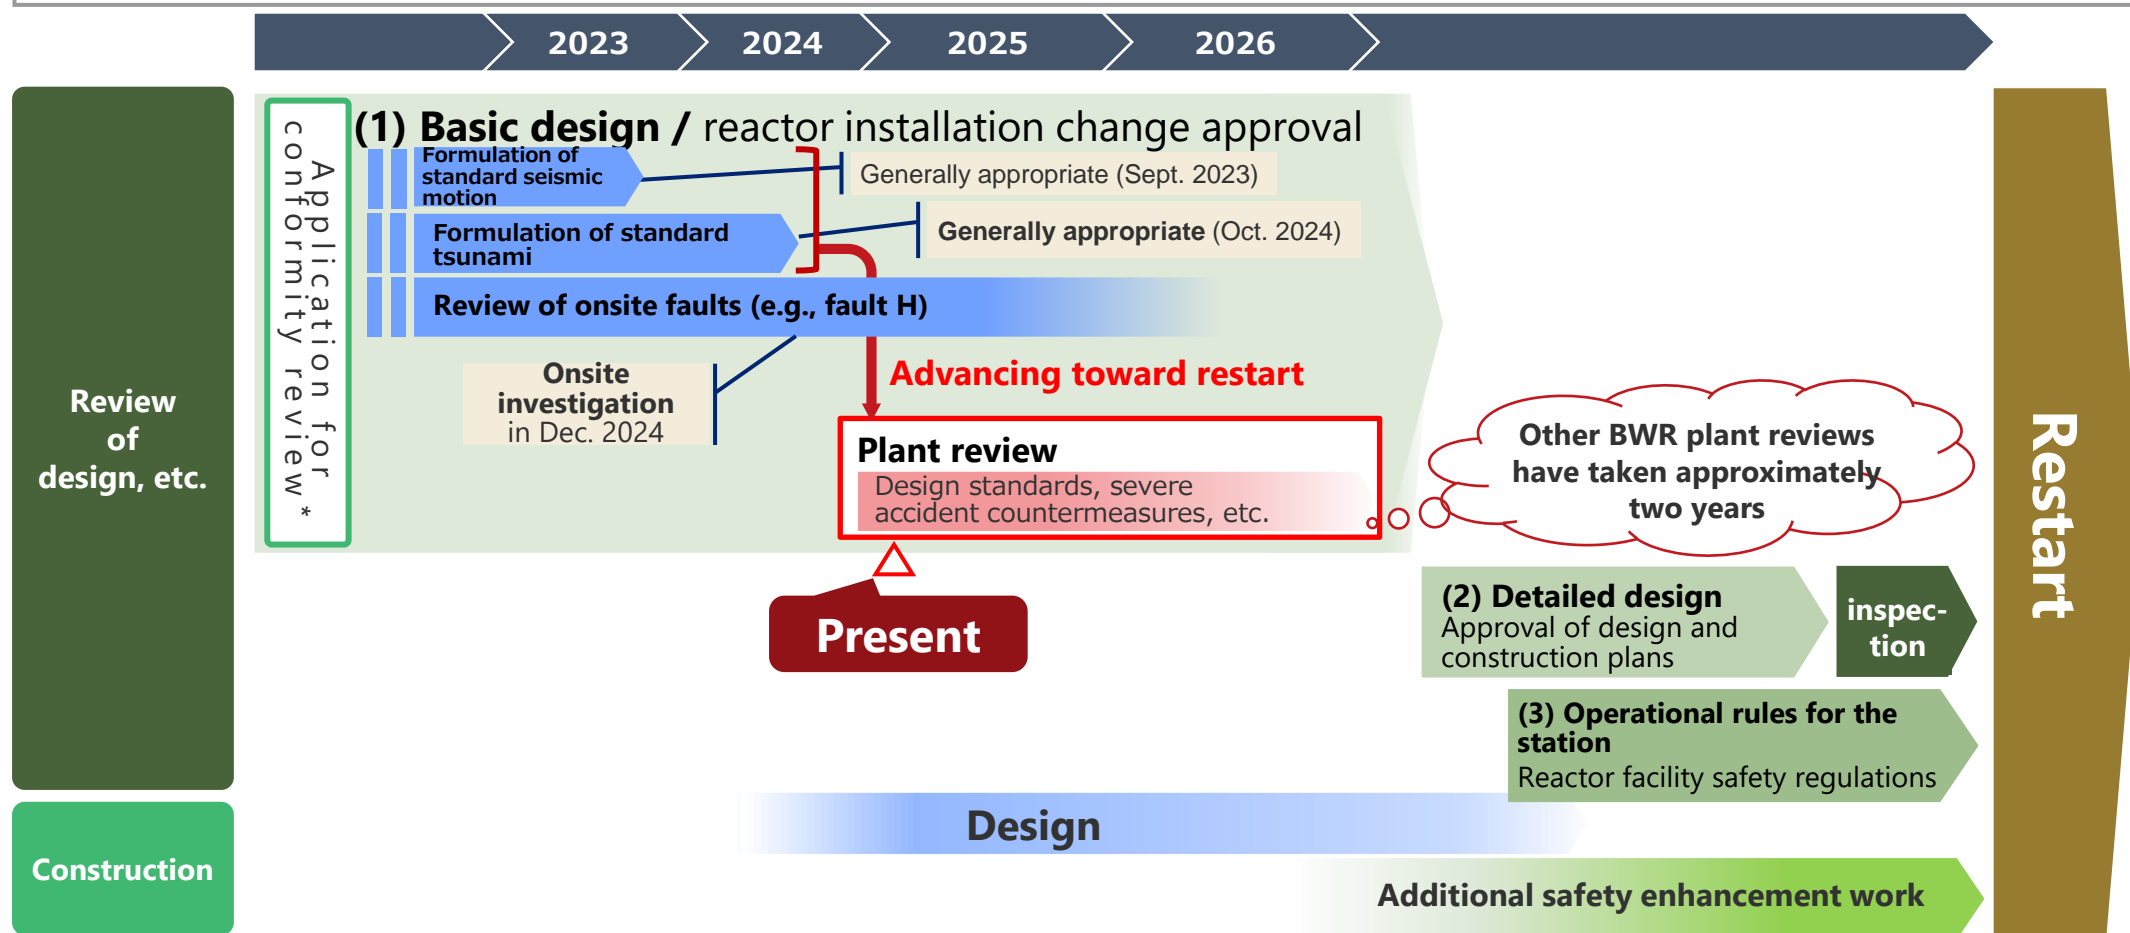 2023
2024
2025
2026
Review
of
design, etc.
Application for
conformity review *
(1) Basic design / reactor installation change approval
Formulation of
standard seismic
motion
Generally appropriate (Sept. 2023)
Formulation of standard
tsunami
Generally appropriate (Oct. 2024)
Review of onsite faults (e.g., fault H)
Onsite
investigation
in Dec. 2024
Advancing toward restart
Plant review
Design standards, severe
accident countermeasures, etc.
Other BWR plant reviews
have taken approximately
two years
Present
(2) Detailed design
Approval of design and
construction plans
inspec-
tion
(3) Operational rules for the
station
Reactor facility safety regulations
Restart
Construction
Design
Additional safety enhancement work